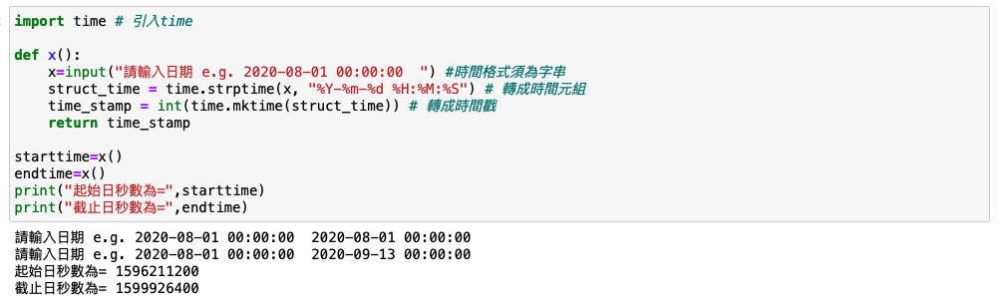 import time # 引入time
def x():
    x=input("請輸入日期 e.g. 2020-08-01 00:00:00  ") #時間格式須為字串
    struct_time = time.strptime(x, "%Y-%m-%d %H:%M:%S") # 轉成時間元組
    time_stamp = int(time.mktime(struct_time)) # 轉成時間戳
    return time_stamp
starttime=x()
endtime=x()
print("起始日秒數為=",starttime)
print("截止日秒數為=",endtime)
請輸入日期 e.g. 2020-08-01 00:00:00  2020-08-01 00:00:00
請輸入日期 e.g. 2020-08-01 00:00:00  2020-09-13 00:00:00
起始日秒數為= 1596211200
截止日秒數為= 1599926400